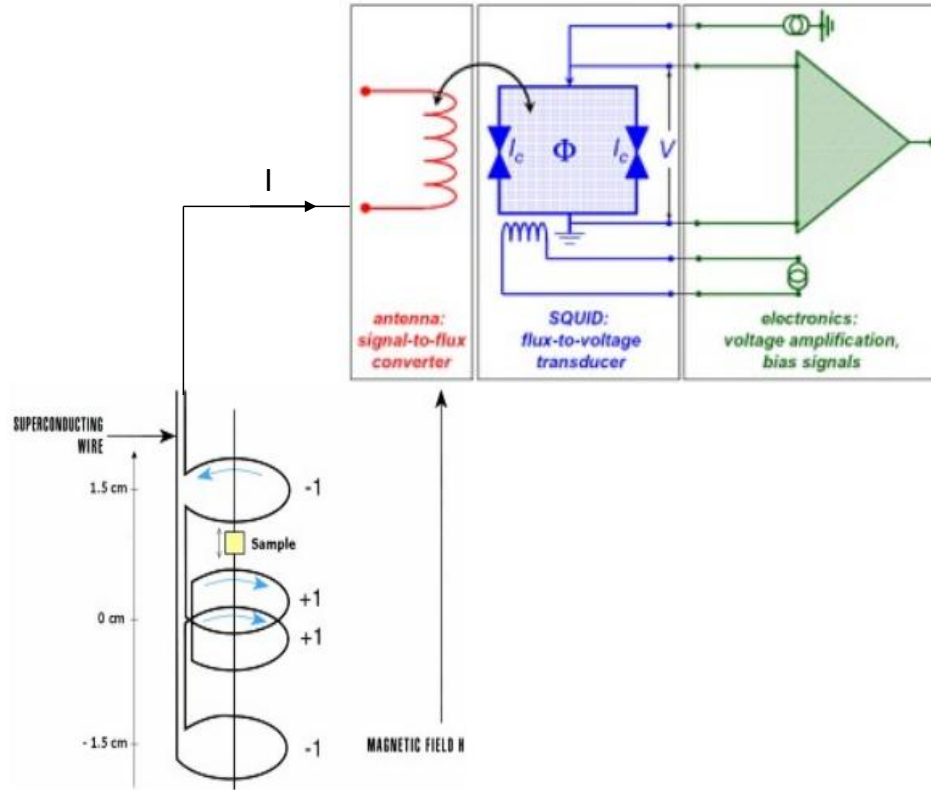 I
I_c
Φ
I_c
V
antenna:
signal-to-flux
converter
SQUID:
flux-to-voltage
transducer
electronics:
voltage amplification,
bias signals
SUPERCONDUCTING
WIRE
1.5 cm
-1
Sample
+1
0 cm
+1
- 1.5 cm
-1
MAGNETIC FIELD H